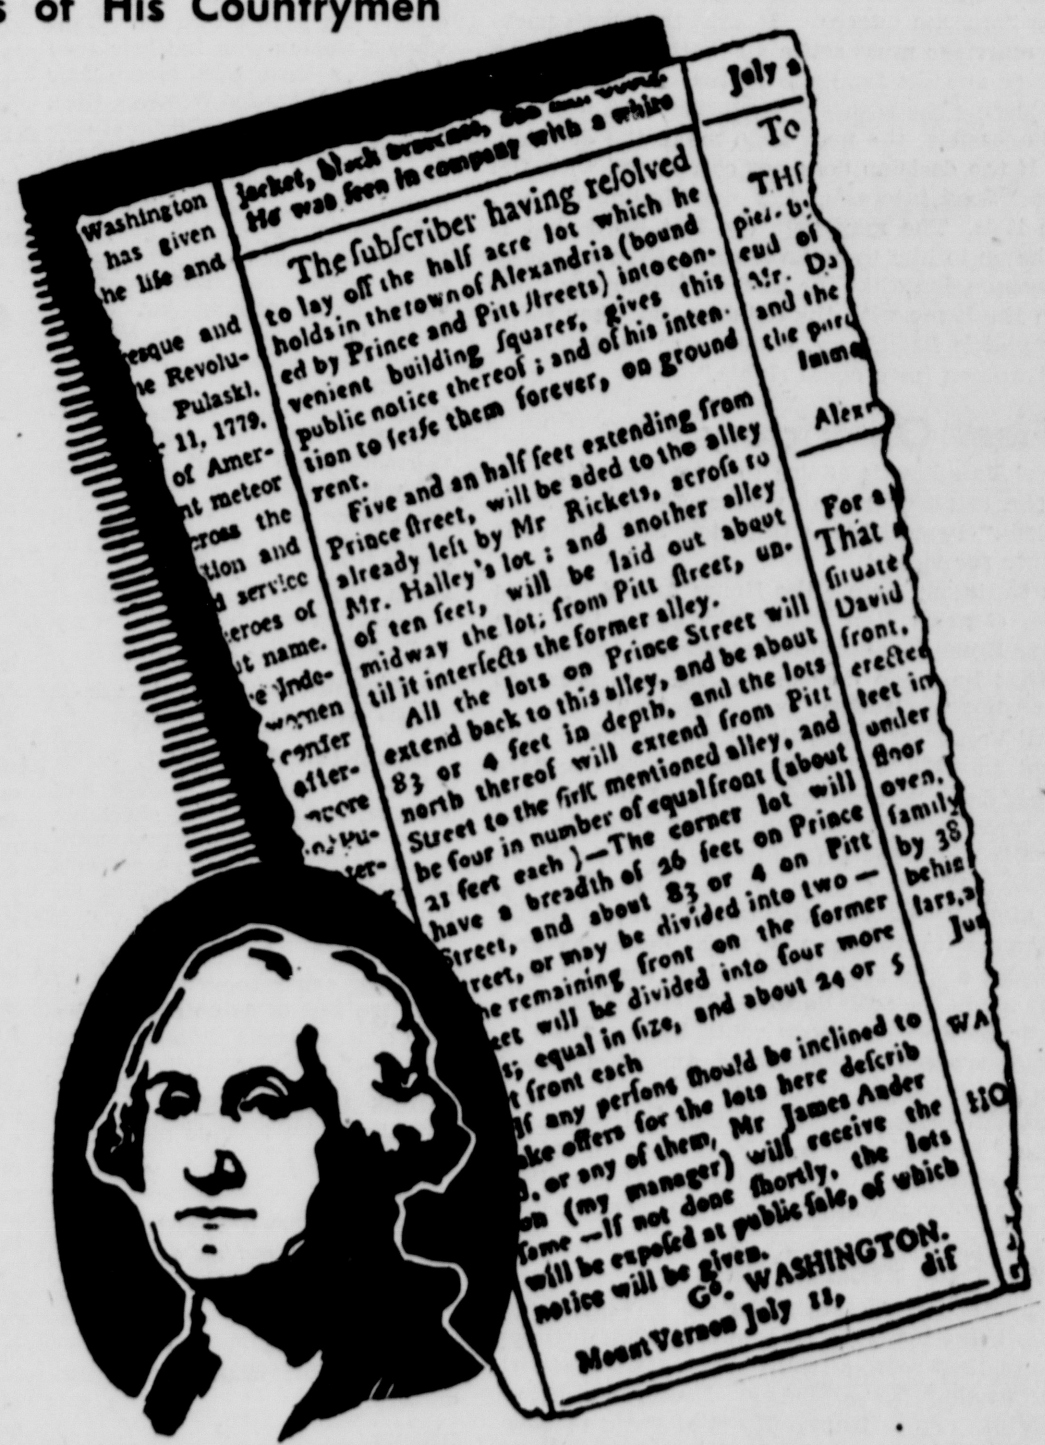 s of His Countrymen
Washington
has given
he life and
esque and
e Revolu-
Pulaski.
11, 1779.
of Amer-
nt meteor
cross the
tion and
d service
eroes of
t name.
Inde-
women
after-
jacket, black
He was ſeen in company with a white
The ſubſcriber having reſolved
to lay off the half acre lot which he
holds in the town of Alexandria (bound
ed by Prince and Pitt ſtreets) into con-
venient building ſquares, gives this
public notice thereof ; and of his inten-
tion to leaſe them forever, on ground
rent.
Five and an half feet extending from
Prince ſtreet, will be aded to the alley
already left by Mr Rickets, acroſs to
Mr. Halley's lot ; and another alley
of ten feet, will be laid out about
midway the lot; from Pitt ſtreet, un-
til it interſects the former alley.
All the lots on Prince Street will
extend back to this alley, and be about
83 or 4 feet in depth, and the lots
north thereof will extend from Pitt
Street to the firſt mentioned alley, and
be four in number of equal front (about
21 feet each )—The corner lot will
have a breadth of 26 feet on Prince
Street, and about 83 or 4 on Pitt
treet, or may be divided into two —
he remaining front on the former
eet will be divided into four more
s; equal in ſize, and about 24 or 5
t front each
If any perſons ſhould be inclined to
ake offers for the lots here deſcrib
, or any of them, Mr James Ander
on (my manager) will receive the
ſame —If not done ſhortly, the lots
will be expoſed at public ſale, of which
notice will be given.
Go. WASHINGTON.
Mount Vernon July 11, dif
July
To
end of
and the
Alex
For a
That
ſituate
David
front,
erected
feet in
under
oven,
family
by 38
behin
lars,
WA
HO